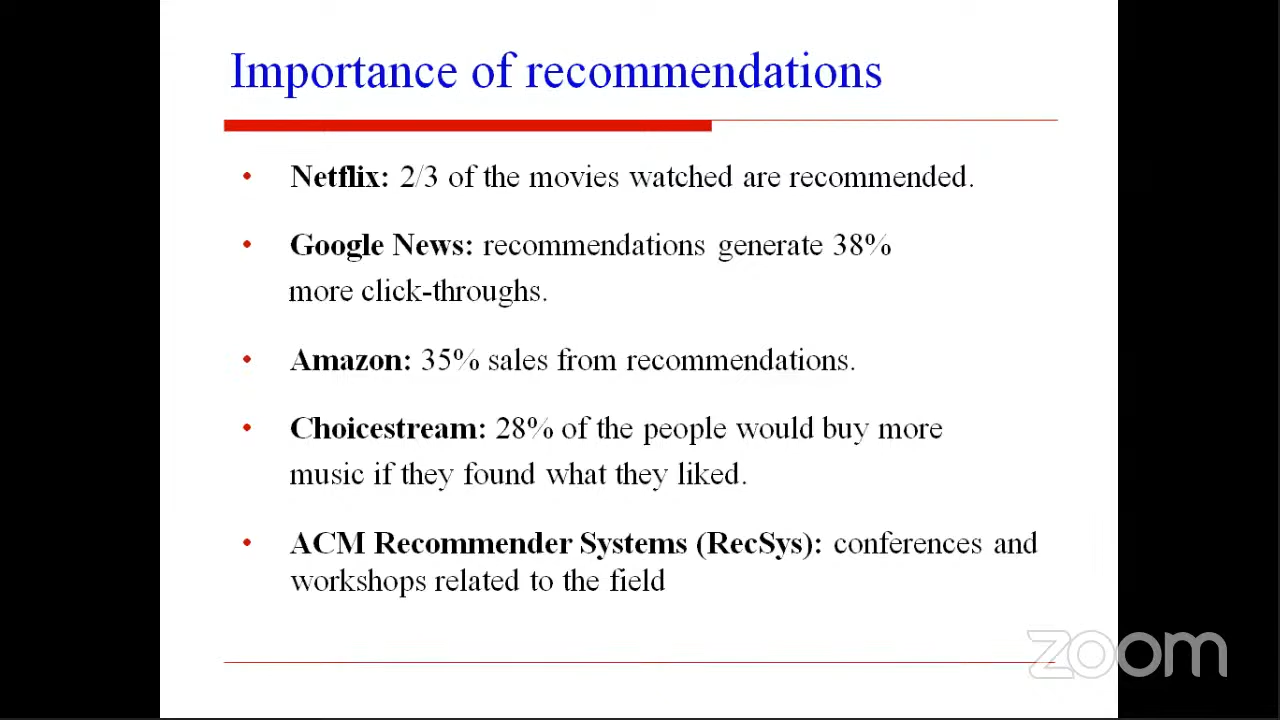 Importance of recommendations
• Netflix: 2/3 of the movies watched are recommended.
• Google News: recommendations generate 38%
more click-throughs.
• Amazon: 35% sales from recommendations.
• Choicestream: 28% of the people would buy more
music if they found what they liked.
• ACM Recommender Systems (RecSys): conferences and
workshops related to the field
zoom